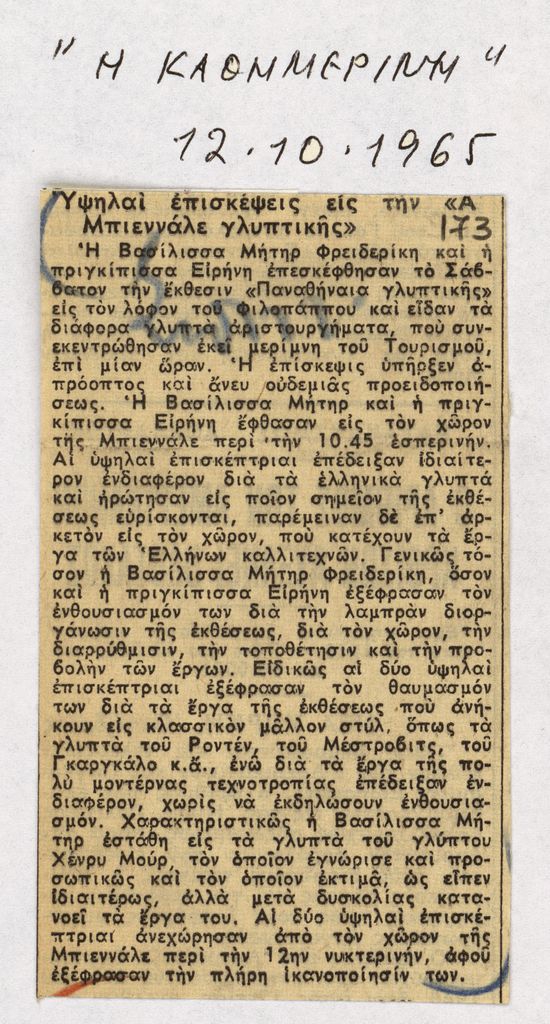 " Η ΚΑΘΗΜΕΡΙΝΗ "
12.10.1965
Ὑψηλαὶ ἐπισκέψεις εἰς τὴν «Α
Μπιεννάλε γλυπτικῆς»
173
Ἡ Βασίλισσα Μήτηρ Φρειδερίκη καὶ ἡ
πριγκίπισσα Εἰρήνη ἐπεσκέφθησαν τὸ Σάβ-
βατον τὴν ἔκθεσιν «Παναθήναια γλυπτικῆς»
εἰς τὸν λόφον τοῦ Φιλοπάππου καὶ εἶδαν τὰ
διάφορα γλυπτὰ ἀριστουργήματα, ποὺ συν-
εκεντρώθησαν ἐκεῖ μερίμνη τοῦ Τουρισμοῦ,
ἐπὶ μίαν ὥραν. Ἡ ἐπίσκεψις ὑπῆρξεν ἀ-
πρόοπτος καὶ ἄνευ οὐδεμιᾶς προειδοποιή-
σεως. Ἡ Βασίλισσα Μήτηρ καὶ ἡ πριγ-
κίπισσα Εἰρήνη ἔφθασαν εἰς τὸν χῶρον
τῆς Μπιεννάλε περὶ τὴν 10.45 ἑσπερινήν.
Αἱ ὑψηλαὶ ἐπισκέπτριαι ἐπέδειξαν ἰδιαίτε-
ρον ἐνδιαφέρον διὰ τὰ ἑλληνικὰ γλυπτὰ
καὶ ἠρώτησαν εἰς ποῖον σημεῖον τῆς ἐκθέ-
σεως εὑρίσκονται, παρέμειναν δὲ ἐπ' ἀρ-
κετὸν εἰς τὸν χῶρον, ποὺ κατέχουν τὰ ἔρ-
γα τῶν Ἑλλήνων καλλιτεχνῶν. Γενικῶς τό-
σον ἡ Βασίλισσα Μήτηρ Φρειδερίκη, ὅσον
καὶ ἡ πριγκίπισσα Εἰρήνη ἐξέφρασαν τὸν
ἐνθουσιασμόν των διὰ τὴν λαμπρὰν διορ-
γάνωσιν τῆς ἐκθέσεως, διὰ τὸν χῶρον, τὴν
διαρρύθμισιν, τὴν τοποθέτησιν καὶ τὴν προ-
βολὴν τῶν ἔργων. Εἰδικῶς αἱ δύο ὑψηλαὶ
ἐπισκέπτριαι ἐξέφρασαν τὸν θαυμασμόν
των διὰ τὰ ἔργα τῆς ἐκθέσεως ποὺ ἀνή-
κουν εἰς κλασσικὸν μᾶλλον στύλ, ὅπως τὰ
γλυπτὰ τοῦ Ροντέν, τοῦ Μέστροβιτς, τοῦ
Γκαργκάλο κ.ἄ., ἐνῶ διὰ τὰ ἔργα τῆς πο-
λὺ μοντέρνας τεχνοτροπίας ἐπέδειξαν ἐν-
διαφέρον, χωρὶς νὰ ἐκδηλώσουν ἐνθουσια-
σμόν. Χαρακτηριστικῶς ἡ Βασίλισσα Μή-
τηρ ἐστάθη εἰς τὰ γλυπτὰ τοῦ γλύπτου
Χένρυ Μούρ, τὸν ὁποῖον ἐγνώρισε καὶ προ-
σωπικῶς καὶ τὸν ὁποῖον ἐκτιμᾶ, ὡς εἶπεν
ἰδιαιτέρως, ἀλλὰ μετὰ δυσκολίας κατα-
νοεῖ τὰ ἔργα του. Αἱ δύο ὑψηλαὶ ἐπισκέ-
πτριαι ἀνεχώρησαν ἀπὸ τὸν χῶρον τῆς
Μπιεννάλε περὶ τὴν 12ην νυκτερινήν, ἀφοῦ
ἐξέφρασαν τὴν πλήρη ἱκανοποίησίν των.